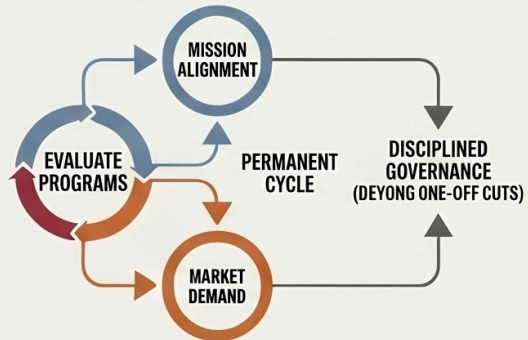 MISSION
ALIGNMENT
EVALUATE
PROGRAMS
PERMANENT
CYCLE
DISCIPLINED
GOVERNANCE
(DEYONG ONE-OFF CUTS)
MARKET
DEMAND